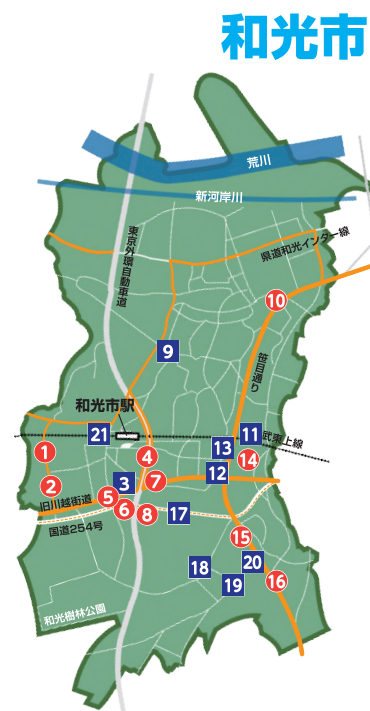 和光市
荒川
新河岸川
東京外環自動車道
県道和光インター線
10
笹目通り
9
和光市駅
21
11
武東上線
13
1
4
14
12
2
3
7
旧川越街道
5
6
8
17
国道254号
15
18
20
19
16
和光樹林公園